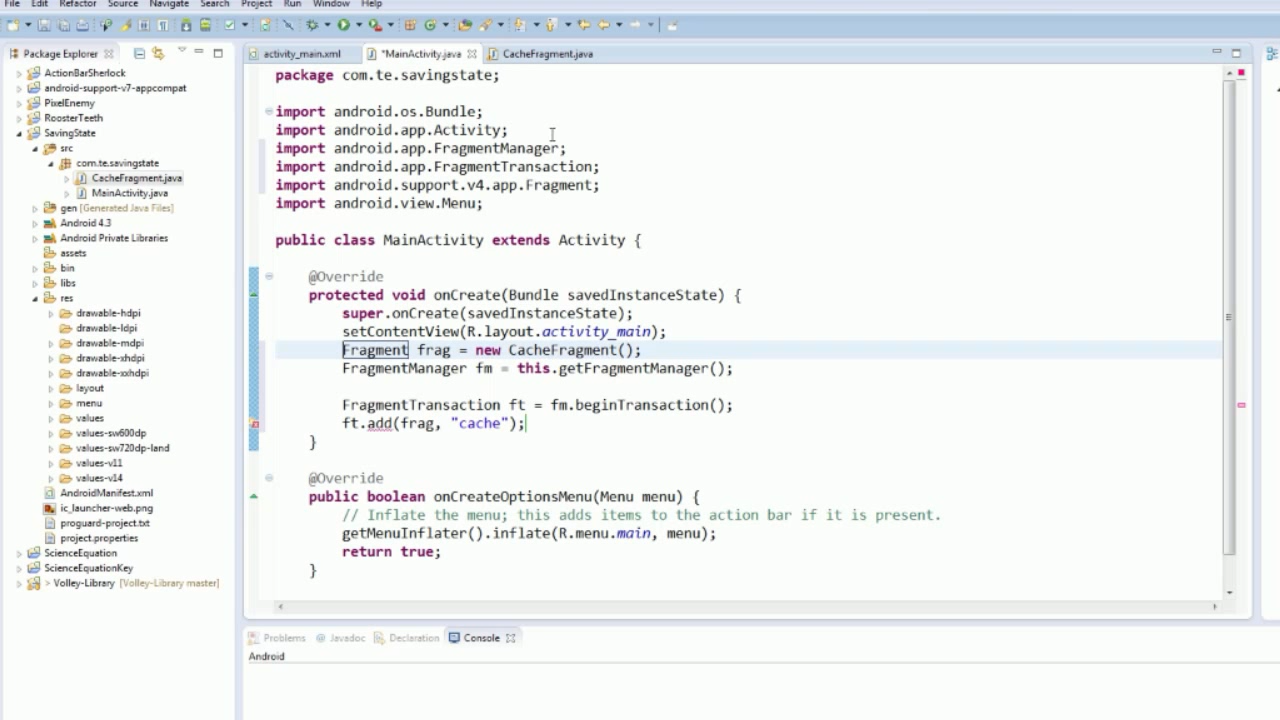 File Edit Refactor Source Navigate Search Project Run Window Help
Package Explorer
activity_main.xml *MainActivity.java CacheFragment.java
ActionBarSherlock
android-support-v7-appcompat
PixelEnemy
RoosterTeeth
SavingState
src
com.te.savingstate
CacheFragment.java
MainActivity.java
gen [Generated Java Files]
Android 4.3
Android Private Libraries
assets
bin
libs
res
drawable-hdpi
drawable-ldpi
drawable-mdpi
drawable-xhdpi
drawable-xxhdpi
layout
menu
values
values-sw600dp
values-sw720dp-land
values-v11
values-v14
AndroidManifest.xml
ic_launcher-web.png
proguard-project.txt
project.properties
ScienceEquation
ScienceEquationKey
> Volley-Library [Volley-Library master]
package com.te.savingstate;
import android.os.Bundle;
import android.app.Activity;
import android.app.FragmentManager;
import android.app.FragmentTransaction;
import android.support.v4.app.Fragment;
import android.view.Menu;
public class MainActivity extends Activity {
@Override
protected void onCreate(Bundle savedInstanceState) {
super.onCreate(savedInstanceState);
setContentView(R.layout.activity_main);
Fragment frag = new CacheFragment();
FragmentManager fm = this.getFragmentManager();
FragmentTransaction ft = fm.beginTransaction();
ft.add(frag, "cache");
}
@Override
public boolean onCreateOptionsMenu(Menu menu) {
// Inflate the menu; this adds items to the action bar if it is present.
getMenuInflater().inflate(R.menu.main, menu);
return true;
}
Problems @ Javadoc Declaration Console
Android